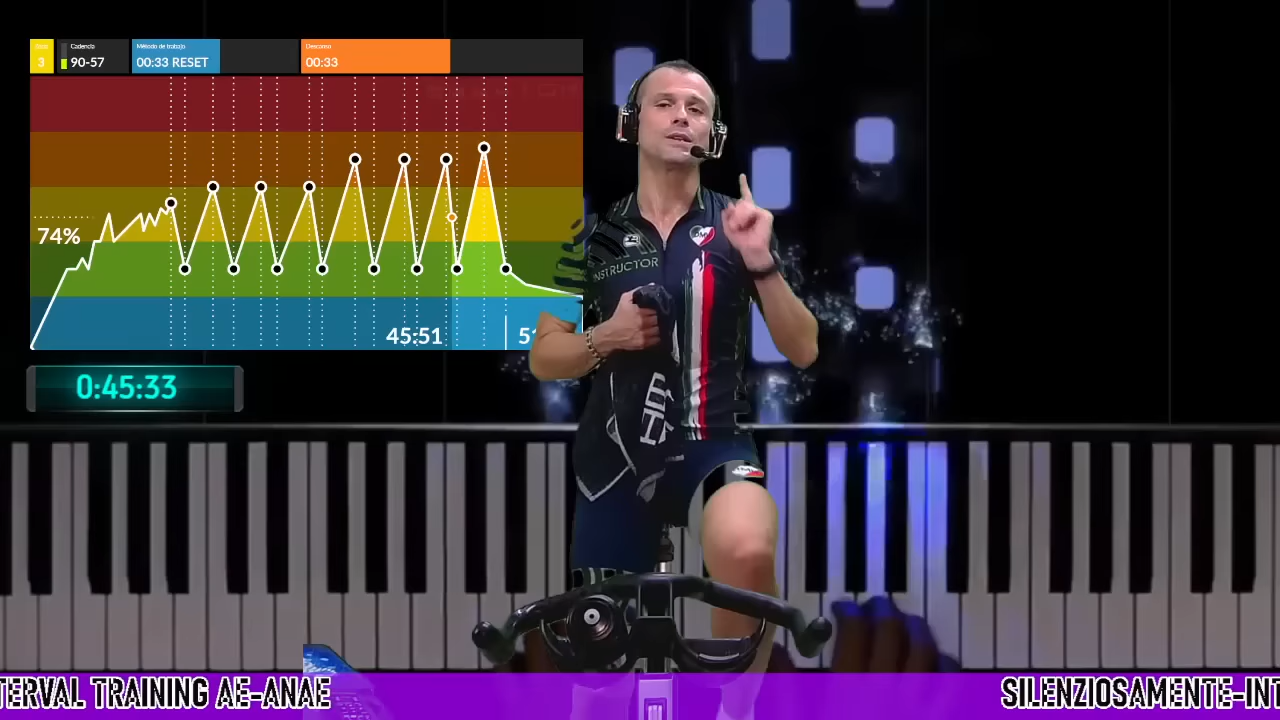 3
Cadencia
90-57
Método de trabajo
00:33 RESET
Descanso
00:33
74%
45:51
0:45:33
INSTRUCTOR
TERVAL TRAINING AE-ANAE
SILENZIOSAMENTE-INT